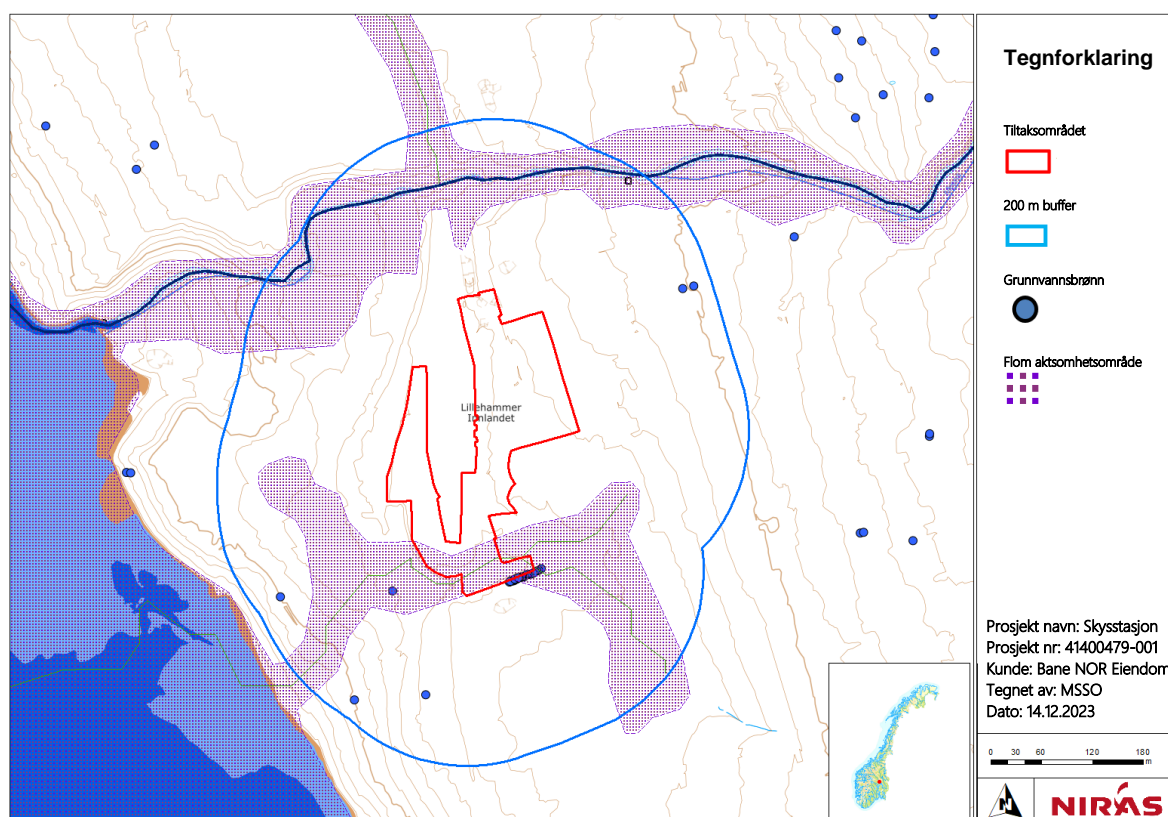 Tegnforklaring
Tiltaksområdet
200 m buffer
Grunnvannsbrønn
Flom aktsomhetsområde
Lillehammer
Innlandet
Prosjekt navn: Skysstasjon
Prosjekt nr: 41400479-001
Kunde: Bane NOR Eiendom
Tegnet av: MSSO
Dato: 14.12.2023
0 30 60 120 180
m
N
NIRAS